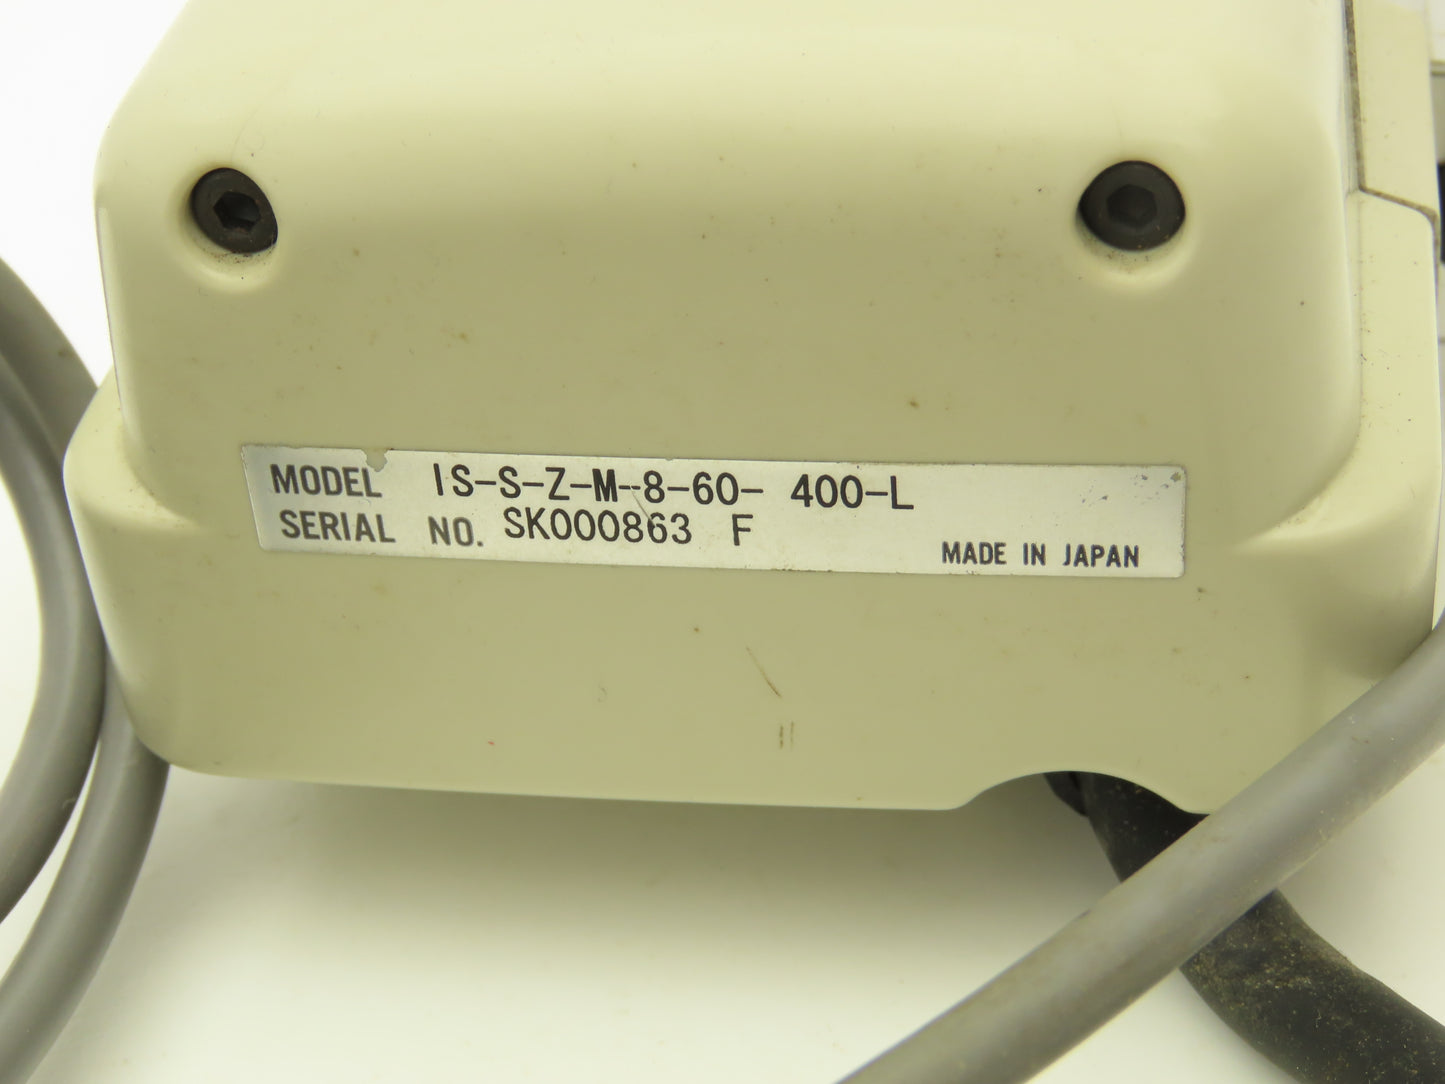 MODEL IS-S-Z-M-8-60- 400-L
SERIAL NO. SK000863 F
MADE IN JAPAN